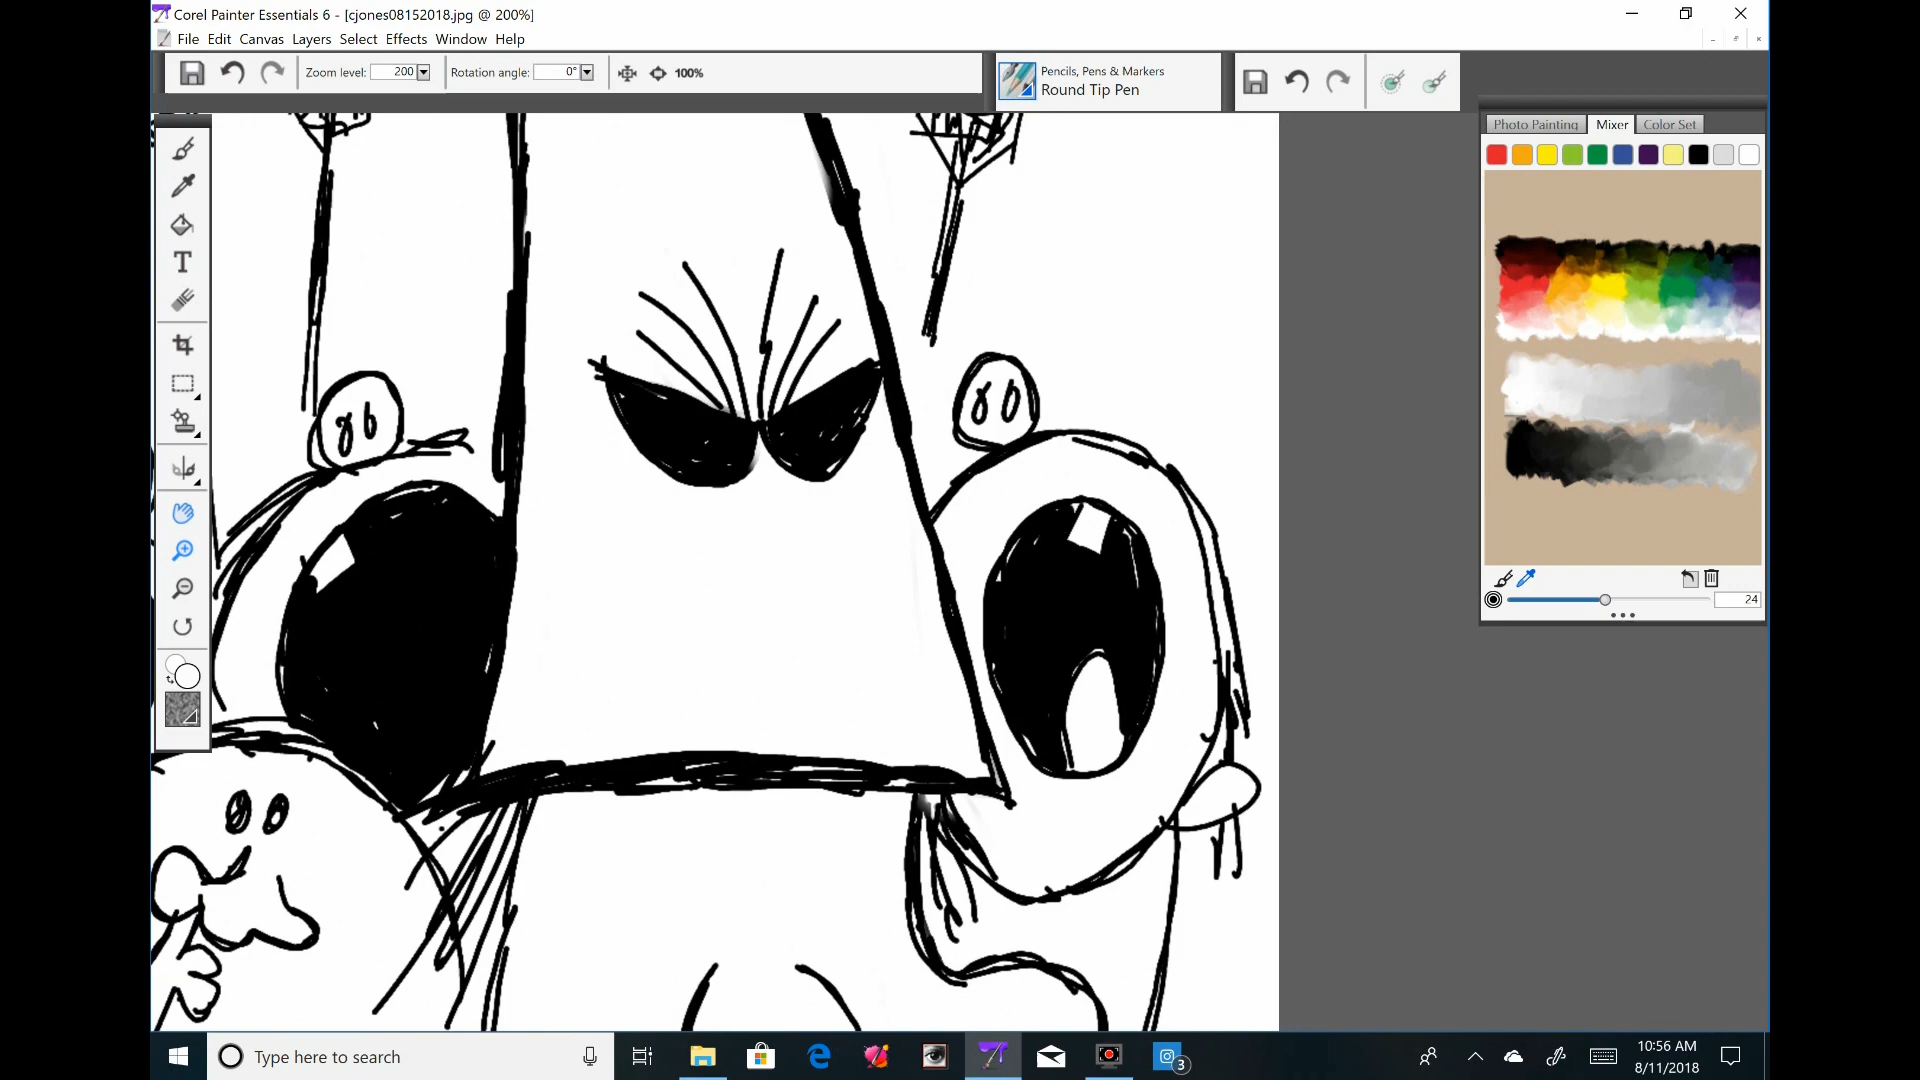 Corel Painter Essentials 6 - [cjones08152018.jpg @ 200%]
File Edit Canvas Layers Select Effects Window Help
Zoom level: 200 Rotation angle: 0° 100%
Pencils, Pens & Markers
Round Tip Pen
Photo Painting Mixer Color Set
T
24
Type here to search
3
10:56 AM
8/11/2018